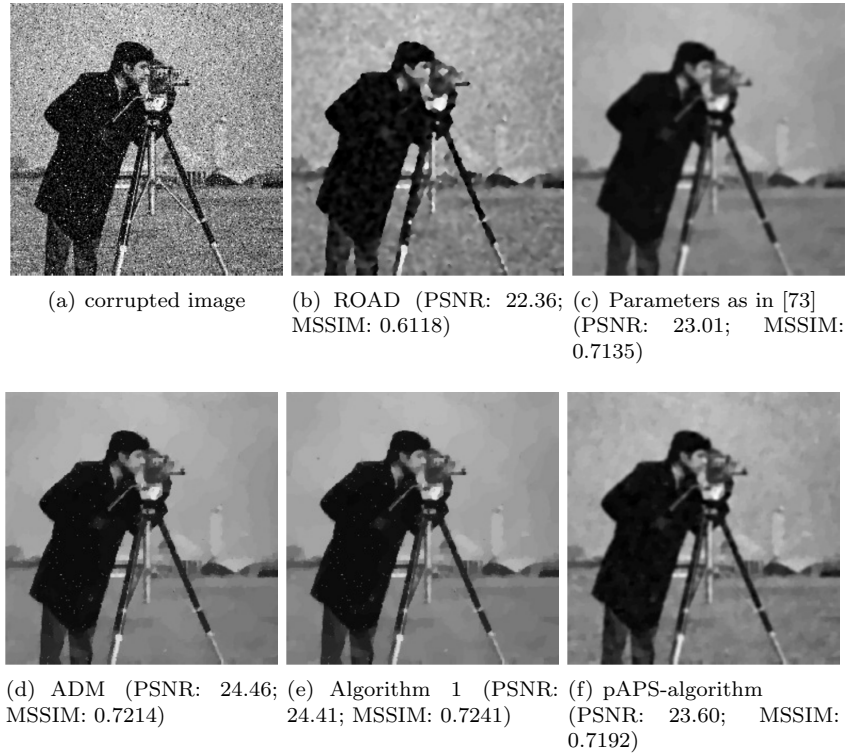 (a) corrupted image
(b) ROAD (PSNR: 22.36;
MSSIM: 0.6118)
(c) Parameters as in [73]
(PSNR: 23.01; MSSIM:
0.7135)
(d) ADM (PSNR: 24.46;
MSSIM: 0.7214)
(e) Algorithm 1 (PSNR:
24.41; MSSIM: 0.7241)
(f) pAPS-algorithm
(PSNR: 23.60; MSSIM:
0.7192)